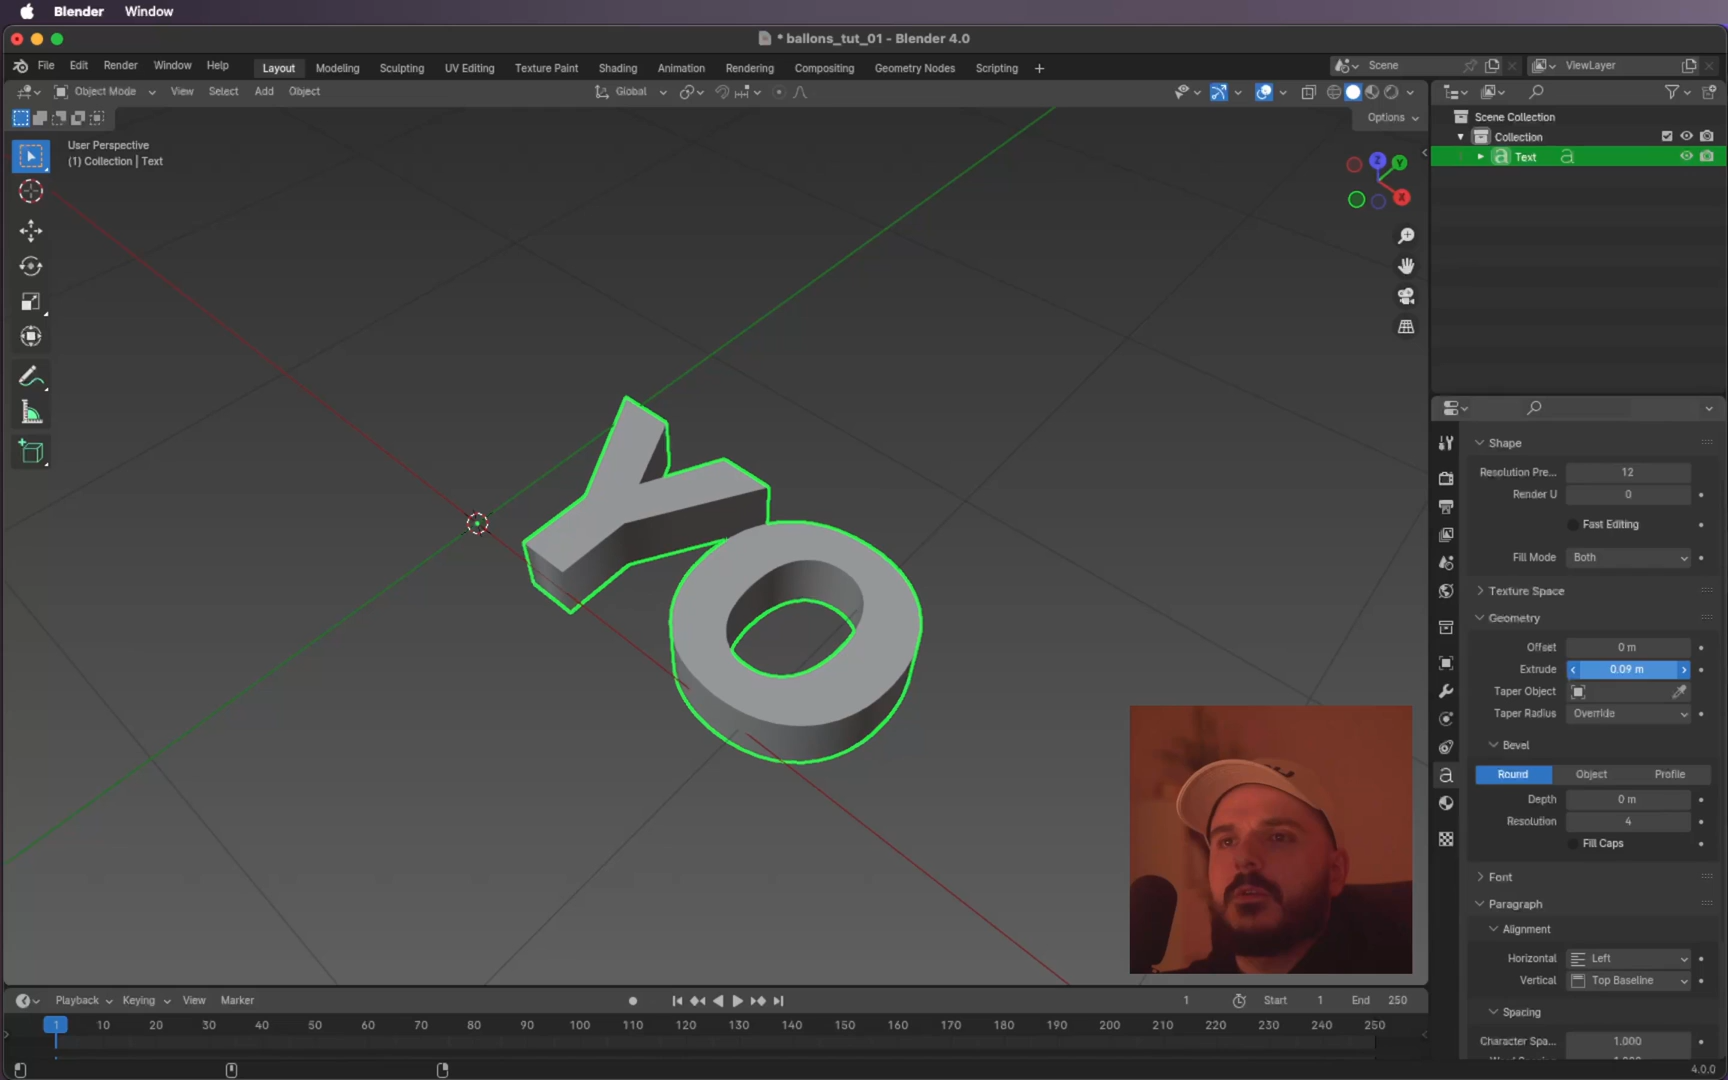 Blender Window
* ballons_tut_01 - Blender 4.0
File Edit Render Window Help Layout Modeling Sculpting UV Editing Texture Paint Shading Animation Rendering Compositing Geometry Nodes Scripting + Scene ViewLayer
Object Mode View Select Add Object Global
Options
User Perspective
(1) Collection | Text
Z Y X
YO
Scene Collection
Collection
Text
Shape
Resolution Pre... 12
Render U 0
Fast Editing
Fill Mode Both
Texture Space
Geometry
Offset 0 m
Extrude 0.09 m
Taper Object
Taper Radius Override
Bevel
Round Object Profile
Depth 0 m
Resolution 4
Fill Caps
Font
Paragraph
Alignment
Horizontal Left
Vertical Top Baseline
Spacing
Character Spa... 1.000
Playback Keying View Marker 1 Start 1 End 250
1 10 20 30 40 50 60 70 80 90 100 110 120 130 140 150 160 170 180 190 200 210 220 230 240 250
4.0.0